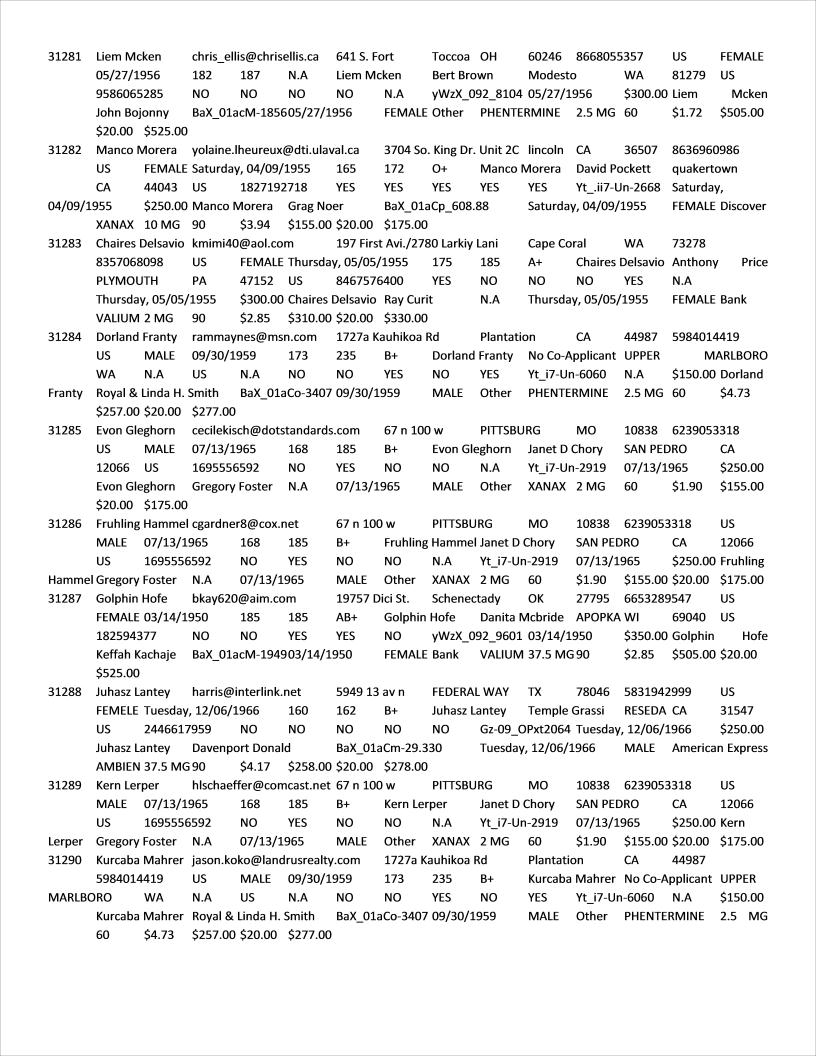 31281 Liem Mcken chris_ellis@chrisellis.ca 641 S. Fort Toccoa OH 60246 8668055357 US FEMALE
05/27/1956 182 187 N.A Liem Mcken Bert Brown Modesto WA 81279 US
9586065285 NO NO NO NO N.A yWzX_092_8104 05/27/1956 $300.00 Liem Mcken
John Bojonny BaX_01acM-185605/27/1956 FEMALE Other PHENTERMINE 2.5 MG 60 $1.72 $505.00
$20.00 $525.00
31282 Manco Morera yolaine.lheureux@dti.ulaval.ca 3704 So. King Dr. Unit 2C lincoln CA 36507 8636960986
US FEMALE Saturday, 04/09/1955 165 172 O+ Manco Morera David Pockett quakertown
CA 44043 US 1827192718 YES YES YES YES YES Yt_.ii7-Un-2668 Saturday,
04/09/1955 $250.00 Manco Morera Grag Noer BaX_01aCp_608.88 Saturday, 04/09/1955 FEMALE Discover
XANAX 10 MG 90 $3.94 $155.00 $20.00 $175.00
31283 Chaires Delsavio kmimi40@aol.com 197 First Avi./2780 Larkiy Lani Cape Coral WA 73278
8357068098 US FEMALE Thursday, 05/05/1955 175 185 A+ Chaires Delsavio Anthony Price
PLYMOUTH PA 47152 US 8467576400 YES NO NO NO YES N.A
Thursday, 05/05/1955 $300.00 Chaires Delsavio Ray Curit N.A Thursday, 05/05/1955 FEMALE Bank
VALIUM 2 MG 90 $2.85 $310.00 $20.00 $330.00
31284 Dorland Franty rammaynes@msn.com 1727a Kauhikoa Rd Plantation CA 44987 5984014419
US MALE 09/30/1959 173 235 B+ Dorland Franty No Co-Applicant UPPER MARLBORO
WA N.A US N.A NO NO YES NO YES Yt_i7-Un-6060 N.A $150.00 Dorland
Franty Royal & Linda H. Smith BaX_01aCo-3407 09/30/1959 MALE Other PHENTERMINE 2.5 MG 60 $4.73
$257.00 $20.00 $277.00
31285 Evon Gleghorn cecilekisch@dotstandards.com 67 n 100 w PITTSBURG MO 10838 6239053318
US MALE 07/13/1965 168 185 B+ Evon Gleghorn Janet D Chory SAN PEDRO CA
12066 US 1695556592 NO YES NO NO N.A Yt_i7-Un-2919 07/13/1965 $250.00
Evon Gleghorn Gregory Foster N.A 07/13/1965 MALE Other XANAX 2 MG 60 $1.90 $155.00
$20.00 $175.00
31286 Fruhling Hammel cgardner8@cox.net 67 n 100 w PITTSBURG MO 10838 6239053318 US
MALE 07/13/1965 168 185 B+ Fruhling Hammel Janet D Chory SAN PEDRO CA 12066
US 1695556592 NO YES NO NO N.A Yt_i7-Un-2919 07/13/1965 $250.00 Fruhling
Hammel Gregory Foster N.A 07/13/1965 MALE Other XANAX 2 MG 60 $1.90 $155.00 $20.00 $175.00
31287 Golphin Hofe bkay620@aim.com 19757 Dici St. Schenectady OK 27795 6653289547 US
FEMALE 03/14/1950 185 185 AB+ Golphin Hofe Danita Mcbride APOPKA WI 69040 US
182594377 NO NO YES YES NO yWzX_092_9601 03/14/1950 $350.00 Golphin Hofe
Keffah Kachaje BaX_01acM-194903/14/1950 FEMALE Bank VALIUM 37.5 MG 90 $2.85 $505.00 $20.00
$525.00
31288 Juhasz Lantey harris@interlink.net 5949 13 av n FEDERAL WAY TX 78046 5831942999 US
FEMELE Tuesday, 12/06/1966 160 162 B+ Juhasz Lantey Temple Grassi RESEDA CA 31547
US 2446617959 NO NO NO NO NO Gz-09_OPxt2064 Tuesday, 12/06/1966 $250.00
Juhasz Lantey Davenport Donald BaX_01aCm-29.330 Tuesday, 12/06/1966 MALE American Express
AMBIEN 37.5 MG 90 $4.17 $258.00 $20.00 $278.00
31289 Kern Lerper hlschaeffer@comcast.net 67 n 100 w PITTSBURG MO 10838 6239053318 US
MALE 07/13/1965 168 185 B+ Kern Lerper Janet D Chory SAN PEDRO CA 12066
US 1695556592 NO YES NO NO N.A Yt_i7-Un-2919 07/13/1965 $250.00 Kern
Lerper Gregory Foster N.A 07/13/1965 MALE Other XANAX 2 MG 60 $1.90 $155.00 $20.00 $175.00
31290 Kurcaba Mahrer jason.koko@landrusrealty.com 1727a Kauhikoa Rd Plantation CA 44987
5984014419 US MALE 09/30/1959 173 235 B+ Kurcaba Mahrer No Co-Applicant UPPER
MARLBORO WA N.A US N.A NO NO YES NO YES Yt_i7-Un-6060 N.A $150.00
Kurcaba Mahrer Royal & Linda H. Smith BaX_01aCo-3407 09/30/1959 MALE Other PHENTERMINE 2.5 MG
60 $4.73 $257.00 $20.00 $277.00